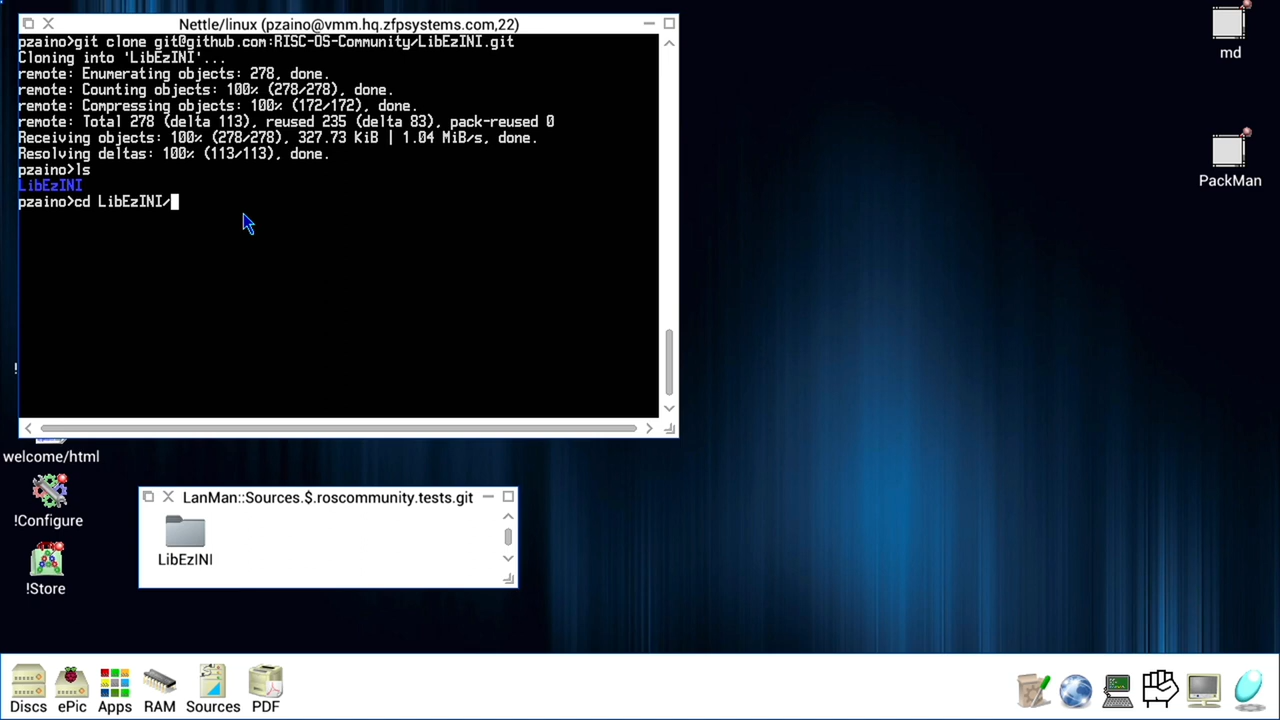 Nettle/linux (pzaino@vmm.hq.zfpsystems.com,22)
pzaino>git clone git@github.com:RISC-OS-Community/LibEzINI.git
Cloning into 'LibEzINI'...
remote: Enumerating objects: 278, done.
remote: Counting objects: 100% (278/278), done.
remote: Compressing objects: 100% (172/172), done.
remote: Total 278 (delta 113), reused 235 (delta 83), pack-reused 0
Receiving objects: 100% (278/278), 327.73 KiB | 1.04 MiB/s, done.
Resolving deltas: 100% (113/113), done.
pzaino>ls
LibEzINI
pzaino>cd LibEzINI/
md
PackMan
!
welcome/html
!Configure
!Store
LanMan::Sources.$.roscommunity.tests.git
LibEzINI
Discs
ePic
Apps
RAM
Sources
PDF